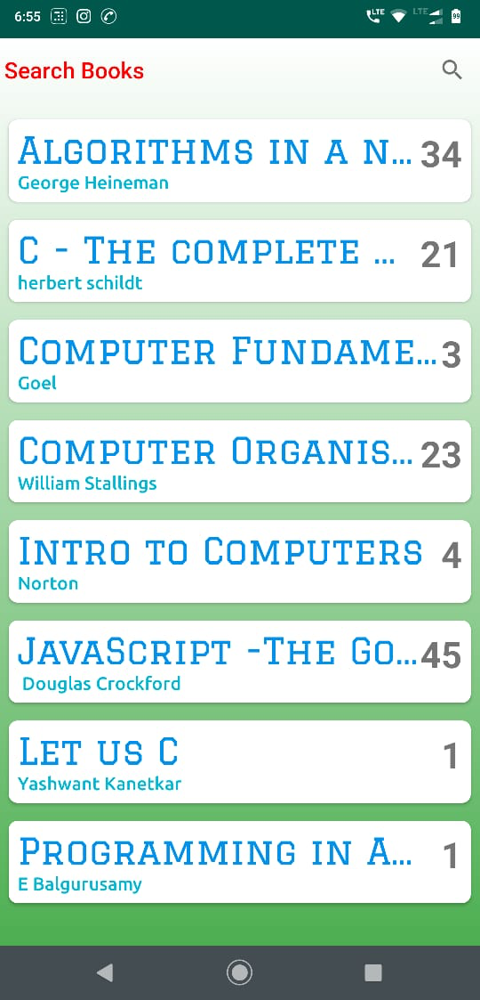 6:55 LTE LTE 99
Search Books
Algorithms in a n... 34
George Heineman
C - The complete ... 21
herbert schildt
Computer Fundame... 3
Goel
Computer Organis... 23
William Stallings
Intro to Computers 4
Norton
JavaScript -The Go... 45
Douglas Crockford
Let us C 1
Yashwant Kanetkar
Programming in A... 1
E Balgurusamy